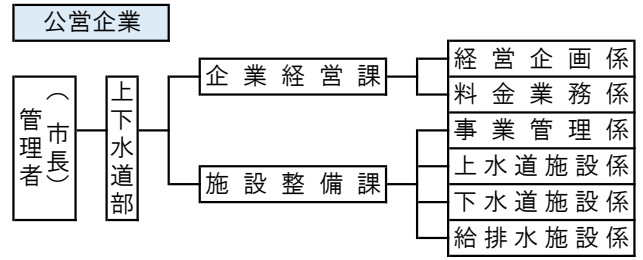 公営企業
管理者
（市長）
上下水道部
企業経営課
経営企画係
料金業務係
施設整備課
事業管理係
上水道施設係
下水道施設係
給排水施設係